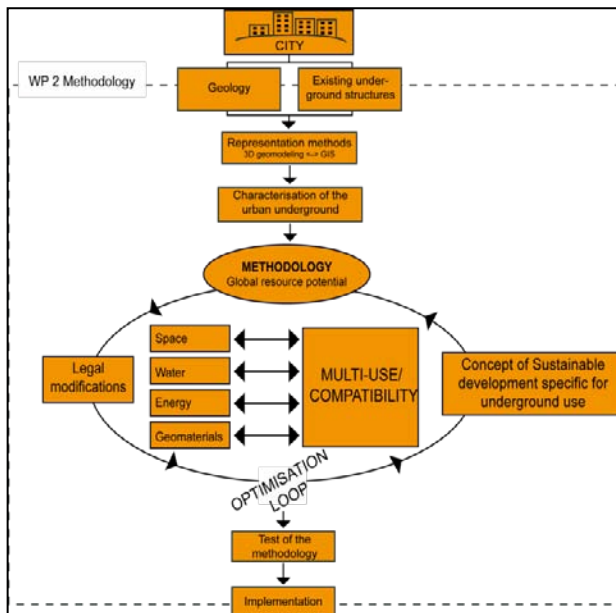 CITY
WP 2 Methodology
Geology
Existing under-
ground structures
Representation methods
3D geomodeling <--> GIS
Characterisation of the
urban underground
METHODOLOGY
Global resource potential
Space
Water
Energy
Geomaterials
MULTI-USE/
COMPATIBILITY
Legal
modifications
Concept of Sustainable
development specific for
underground use
OPTIMISATION
LOOP
Test of the
methodology
Implementation